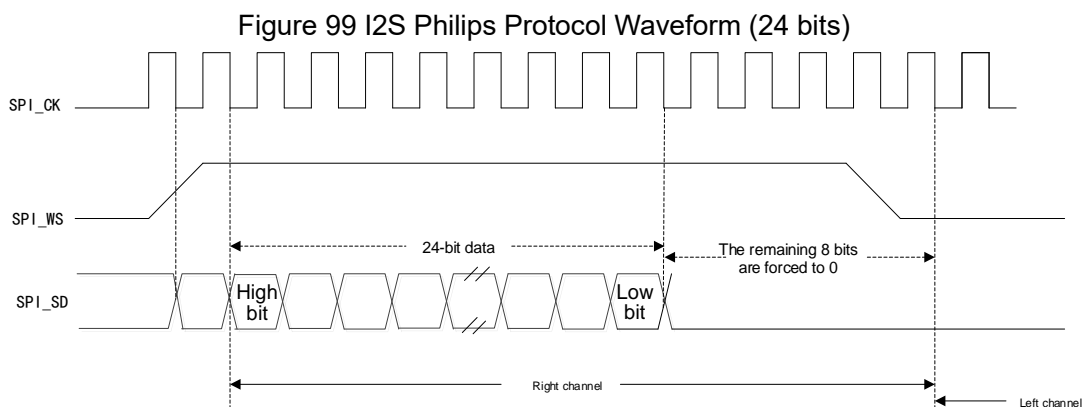 Figure 99 I2S Philips Protocol Waveform (24 bits)
SPI_CK
SPI_WS
24-bit data
The remaining 8 bits
are forced to 0
SPI_SD
High
bit
Low
bit
Right channel
Left channel